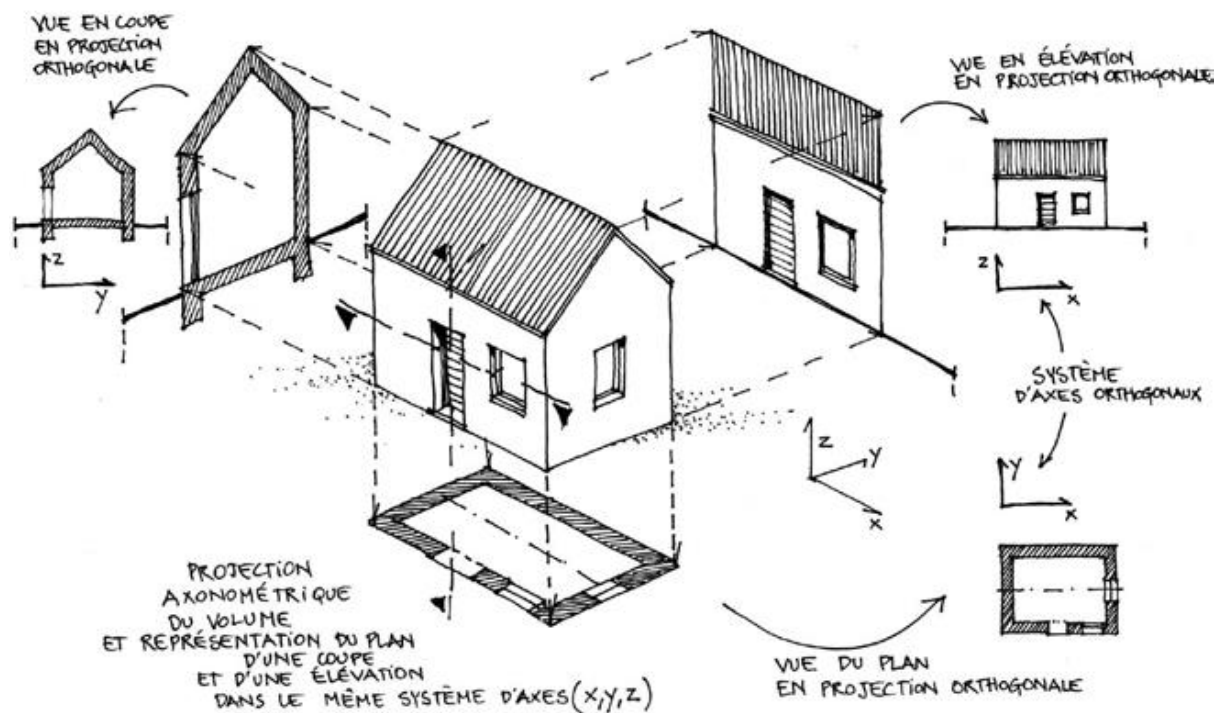 VUE EN COUPE
EN PROJECTION
ORTHOGONALE
z
y
VUE EN ÉLÉVATION
EN PROJECTION ORTHOGONALE
z
x
SYSTÈME
D'AXES ORTHOGONAUX
z
y
x
y
x
PROJECTION
AXONOMÉTRIQUE
DU VOLUME
ET REPRÉSENTATION DU PLAN
D'UNE COUPE
ET D'UNE ÉLÉVATION
DANS LE MÊME SYSTÈME D'AXES (X,Y,Z)
VUE DU PLAN
EN PROJECTION ORTHOGONALE